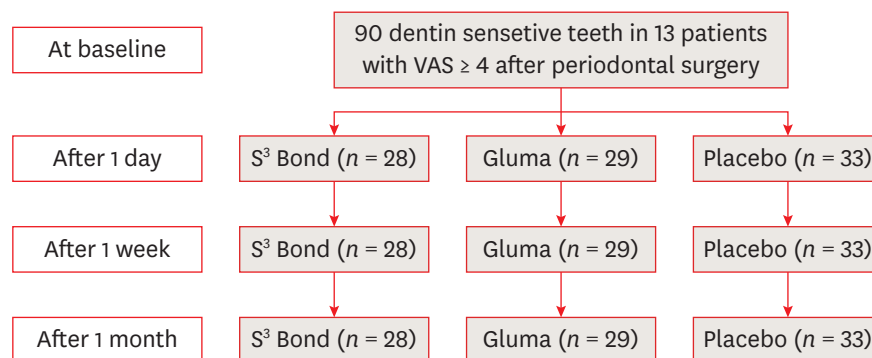 At baseline
90 dentin sensetive teeth in 13 patients
with VAS ≥ 4 after periodontal surgery
After 1 day
S³ Bond (n = 28)
Gluma (n = 29)
Placebo (n = 33)
After 1 week
S³ Bond (n = 28)
Gluma (n = 29)
Placebo (n = 33)
After 1 month
S³ Bond (n = 28)
Gluma (n = 29)
Placebo (n = 33)